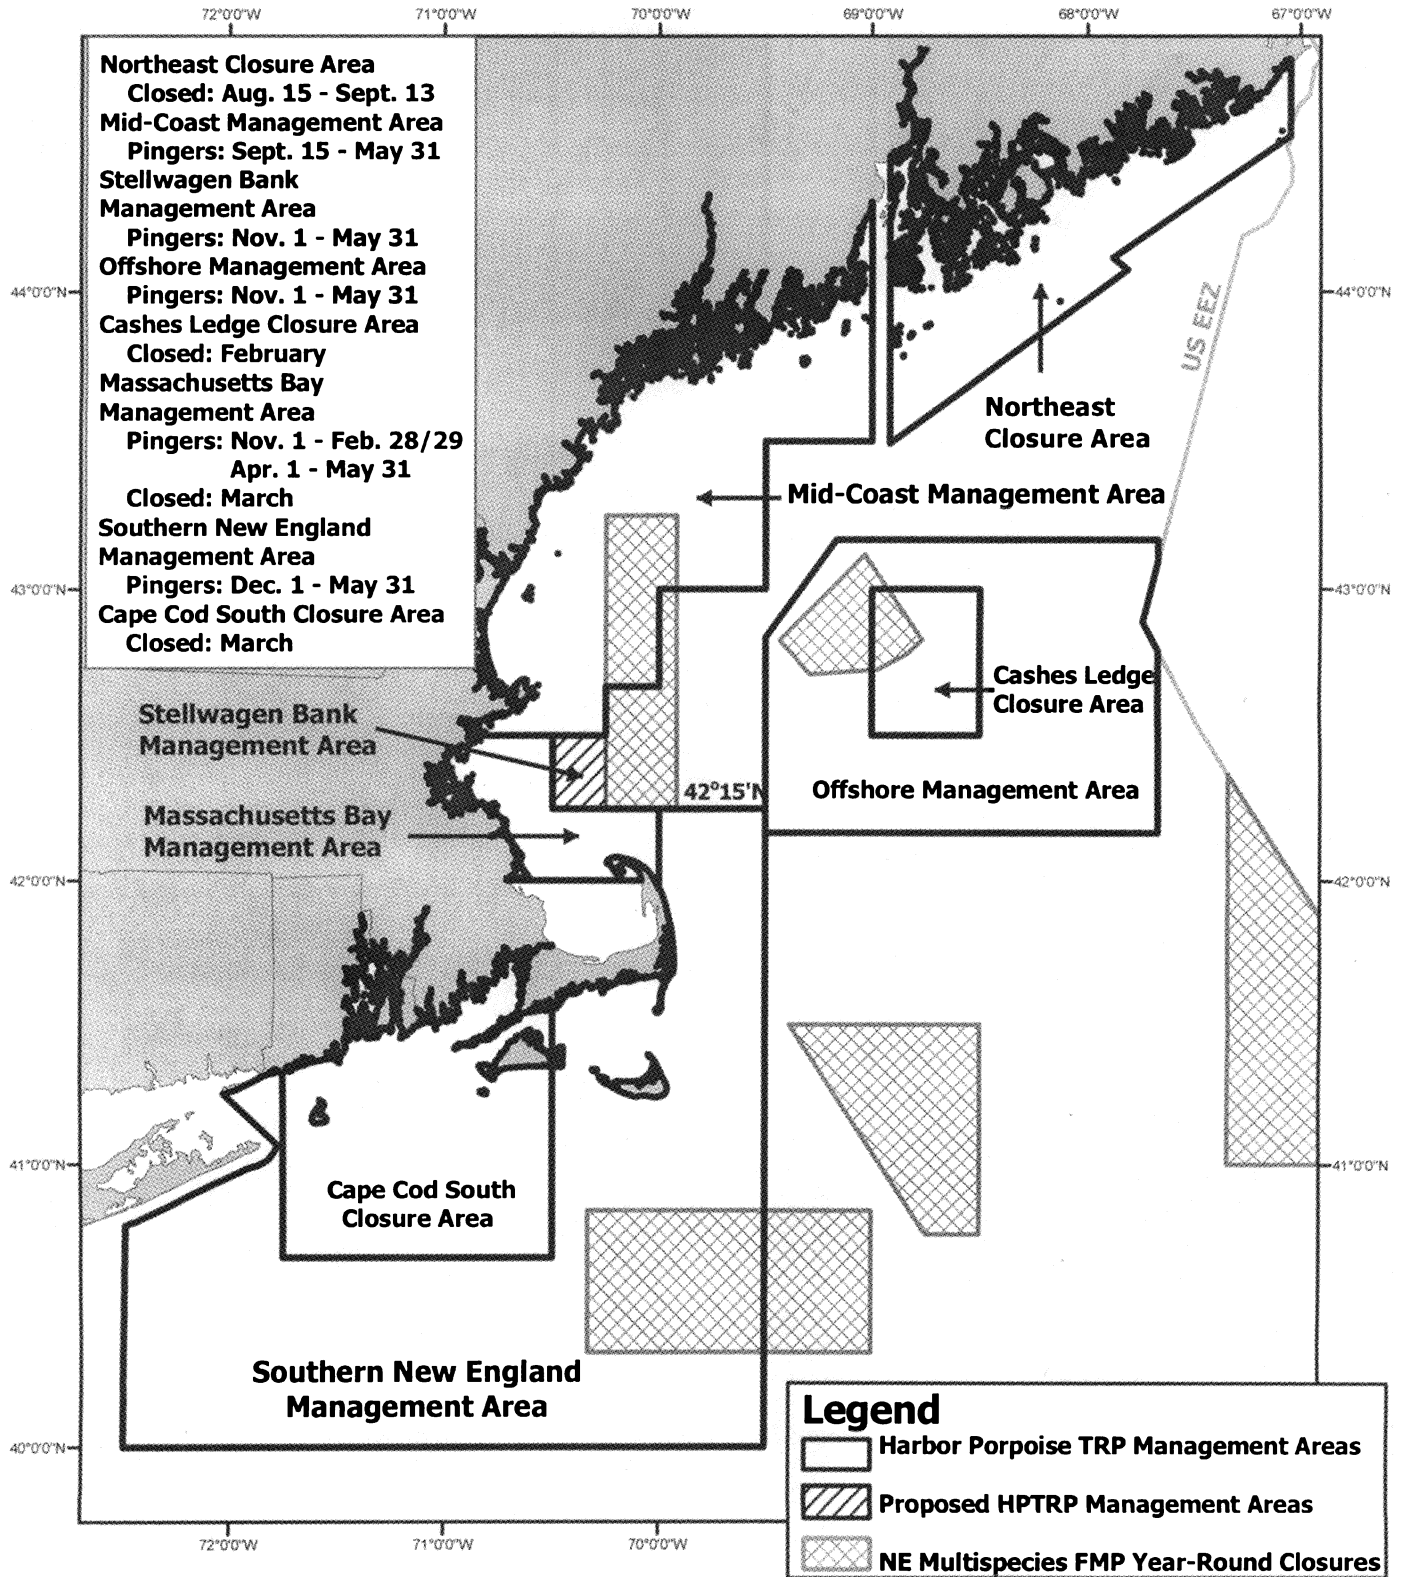 72°0'0"W 71°0'0"W 70°0'0"W 69°0'0"W 68°0'0"W 67°0'0"W
Northeast Closure Area
Closed: Aug. 15 - Sept. 13
Mid-Coast Management Area
Pingers: Sept. 15 - May 31
Stellwagen Bank
Management Area
Pingers: Nov. 1 - May 31
Offshore Management Area
Pingers: Nov. 1 - May 31
Cashes Ledge Closure Area
Closed: February
Massachusetts Bay
Management Area
Pingers: Nov. 1 - Feb. 28/29
Apr. 1 - May 31
Closed: March
Southern New England
Management Area
Pingers: Dec. 1 - May 31
Cape Cod South Closure Area
Closed: March
44°0'0"N 44°0'0"N
US EEZ
Northeast
Closure Area
Mid-Coast Management Area
43°0'0"N 43°0'0"N
Cashes Ledge
Closure Area
Stellwagen Bank
Management Area
42°15'N
Offshore Management Area
Massachusetts Bay
Management Area
42°0'0"N 42°0'0"N
41°0'0"N 41°0'0"N
Cape Cod South
Closure Area
Southern New England
Management Area
40°0'0"N
Legend
Harbor Porpoise TRP Management Areas
Proposed HPTRP Management Areas
NE Multispecies FMP Year-Round Closures
72°0'0"W 71°0'0"W 70°0'0"W